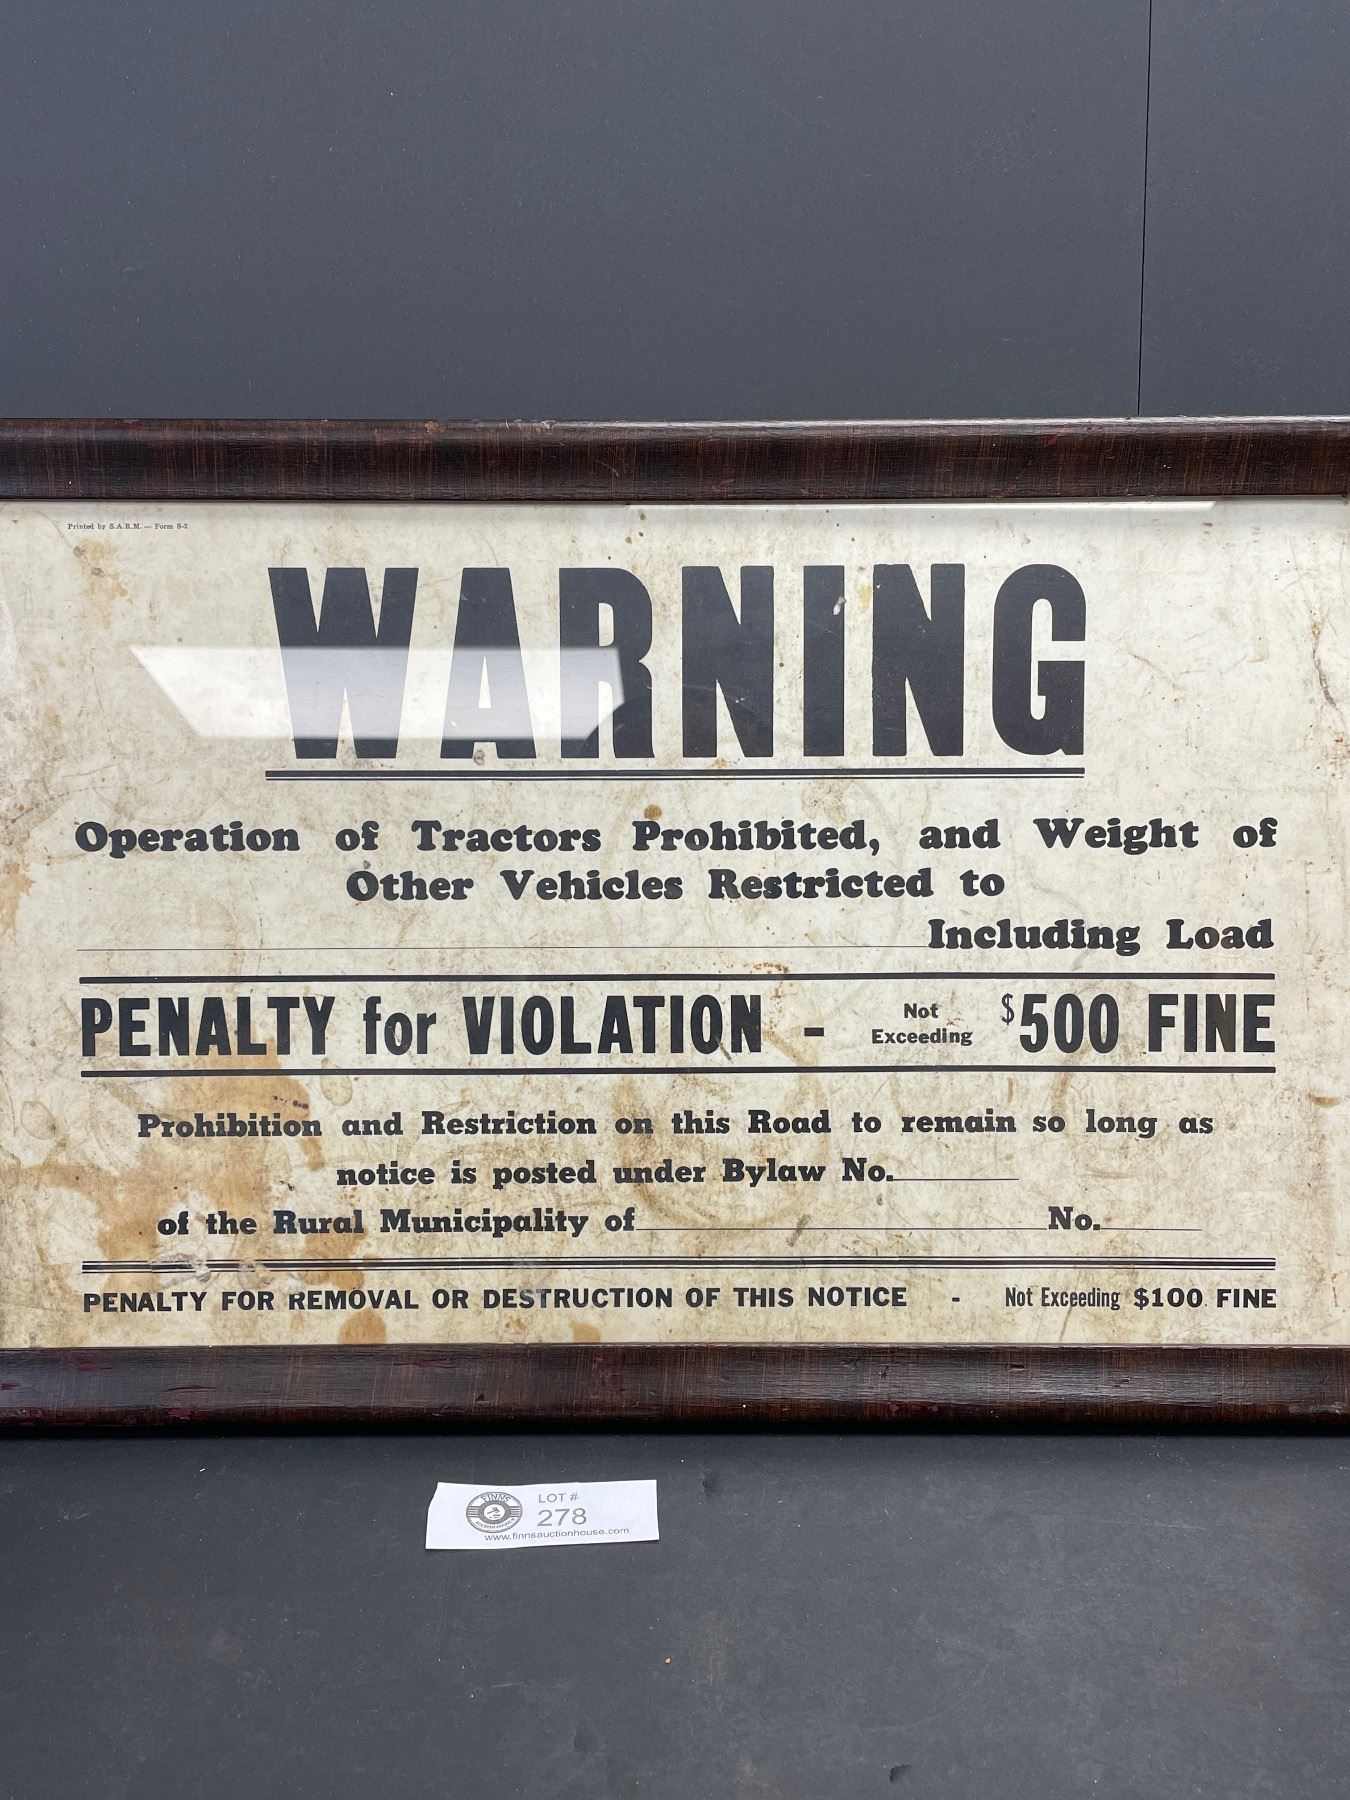 Printed by S.A.R.M. — Form S-2
WARNING
Operation of Tractors Prohibited, and Weight of
Other Vehicles Restricted to
Including Load
PENALTY for VIOLATION - Not Exceeding $500 FINE
Prohibition and Restriction on this Road to remain so long as
notice is posted under Bylaw No.
of the Rural Municipality of No.
PENALTY FOR REMOVAL OR DESTRUCTION OF THIS NOTICE - Not Exceeding $100 FINE
FINNS
LOT #
278
www.finnsauctionhouse.com